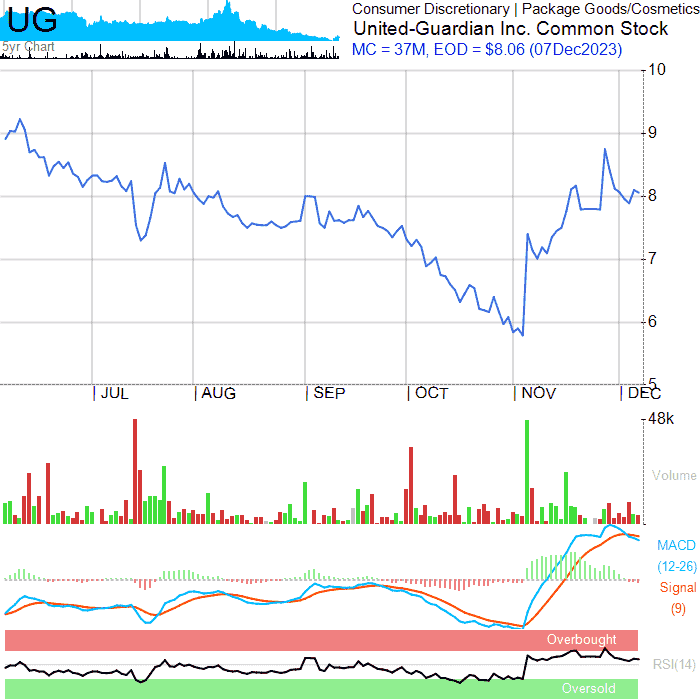 UG
5yr Chart
Consumer Discretionary | Package Goods/Cosmetics
United-Guardian Inc. Common Stock
MC = 37M, EOD = $8.06 (07Dec2023)
10
9
8
7
6
5
JUL AUG SEP OCT NOV DEC
48k
Volume
MACD
(12-26)
Signal
(9)
Overbought
RSI(14)
Oversold